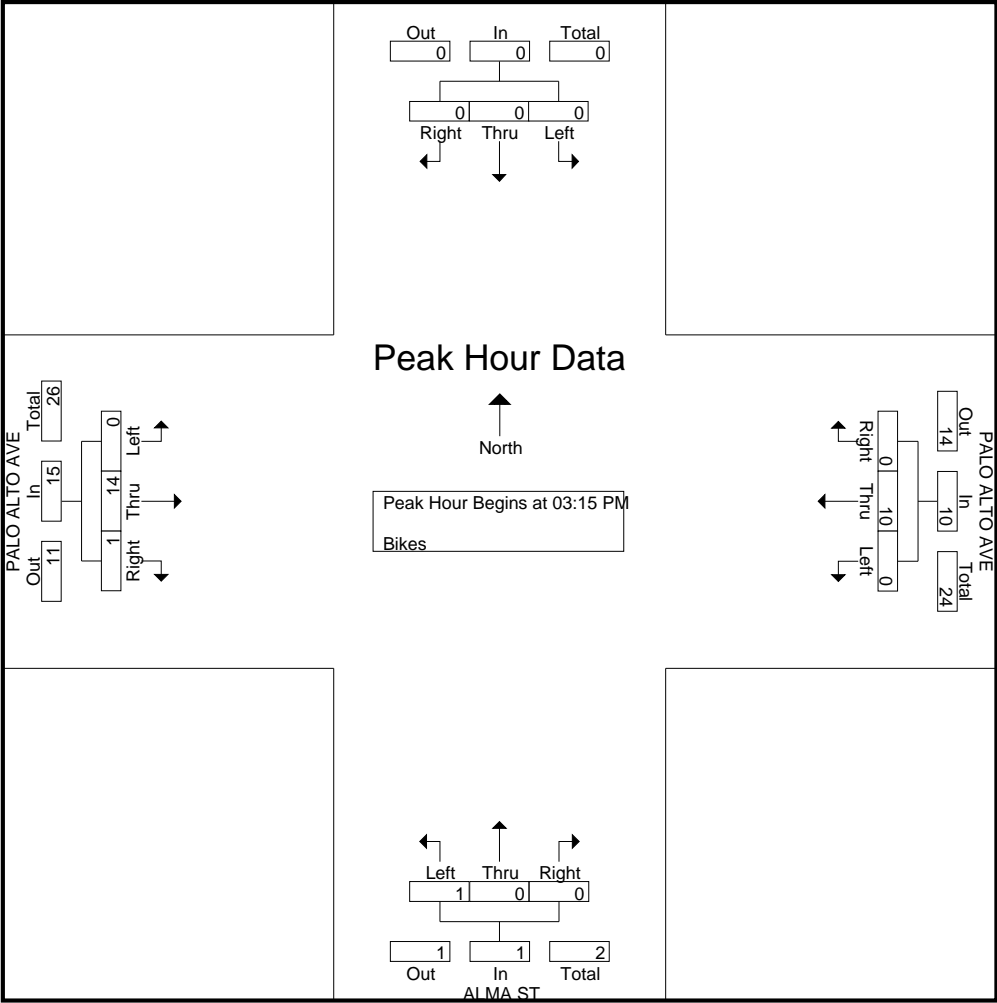 Out In Total
0 0 0
0 0 0
Right Thru Left
Peak Hour Data
North
Peak Hour Begins at 03:15 PM
Bikes
PALO ALTO AVE
Total In Out
26 15 11
0 14 1
Left Thru Right
Right Thru Left
0 10 0
14 10 24
Out In Total
PALO ALTO AVE
Left Thru Right
1 0 0
1 1 2
Out In Total
ALMA ST